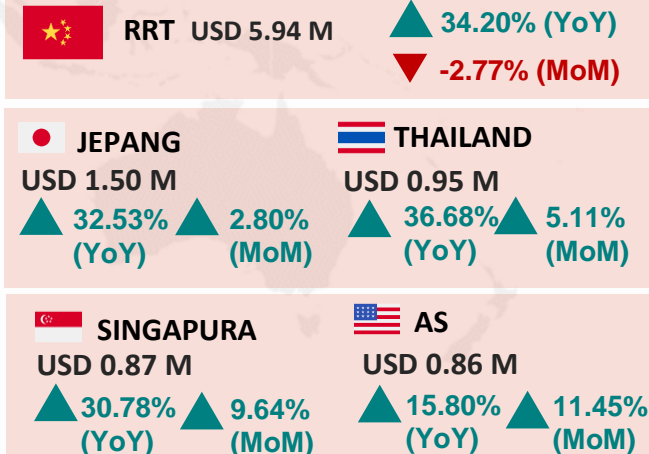 RRT USD 5.94 M
34.20% (YoY)
-2.77% (MoM)
JEPANG
USD 1.50 M
32.53% (YoY)
2.80% (MoM)
THAILAND
USD 0.95 M
36.68% (YoY)
5.11% (MoM)
SINGAPURA
USD 0.87 M
30.78% (YoY)
9.64% (MoM)
AS
USD 0.86 M
15.80% (YoY)
11.45% (MoM)